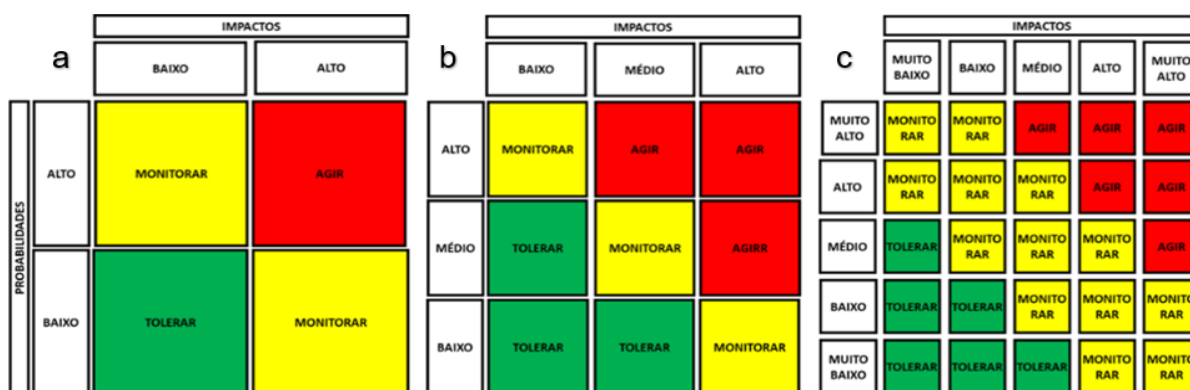 a
IMPACTOS
BAIXO ALTO
PROBABILIDADES
ALTO MONITORAR AGIR
BAIXO TOLERAR MONITORAR
b
IMPACTOS
BAIXO MÉDIO ALTO
ALTO MONITORAR AGIR AGIR
MÉDIO TOLERAR MONITORAR AGIRR
BAIXO TOLERAR TOLERAR MONITORAR
c
IMPACTOS
MUITO BAIXO MÉDIO ALTO MUITO
BAIXO ALTO
MUITO MONITO MONITO AGIR AGIR AGIR
ALTO RAR RAR
ALTO MONITO MONITO MONITO AGIR AGIR
RAR RAR RAR
MÉDIO TOLERAR MONITO MONITO MONITO AGIR
RAR RAR RAR
BAIXO TOLERAR TOLERAR MONITO MONITO MONITO
RAR RAR RAR
MUITO TOLERAR TOLERAR TOLERAR MONITO MONITO
BAIXO RAR RAR